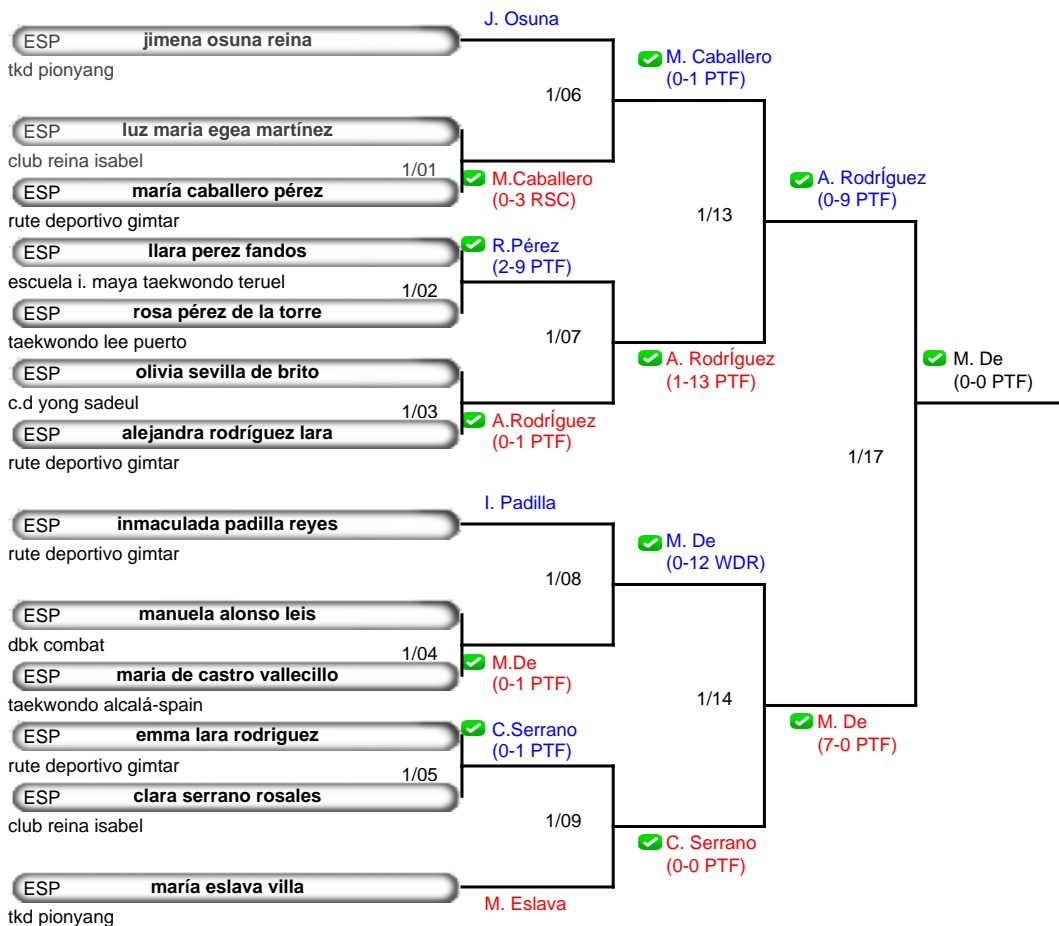 J. Osuna
ESP jimena osuna reina
tkd pionyang
M. Caballero
(0-1 PTF)
1/06
ESP luz maria egea martínez
club reina isabel
1/01
M.Caballero
(0-3 RSC)
ESP maría caballero pérez
rute deportivo gimtar
A. RodrÍguez
(0-9 PTF)
1/13
ESP llara perez fandos
escuela i. maya taekwondo teruel
R.Pérez
(2-9 PTF)
1/02
ESP rosa pérez de la torre
taekwondo lee puerto
1/07
ESP olivia sevilla de brito
c.d yong sadeul
A. RodrÍguez
(1-13 PTF)
1/03
ESP alejandra rodríguez lara
rute deportivo gimtar
A.RodrÍguez
(0-1 PTF)
M. De
(0-0 PTF)
1/17
I. Padilla
ESP inmaculada padilla reyes
rute deportivo gimtar
M. De
(0-12 WDR)
1/08
ESP manuela alonso leis
dbk combat
1/04
M.De
(0-1 PTF)
ESP maria de castro vallecillo
taekwondo alcalá-spain
1/14
M. De
(7-0 PTF)
ESP emma lara rodriguez
rute deportivo gimtar
C.Serrano
(0-1 PTF)
1/05
ESP clara serrano rosales
club reina isabel
1/09
C. Serrano
(0-0 PTF)
ESP maría eslava villa
tkd pionyang
M. Eslava